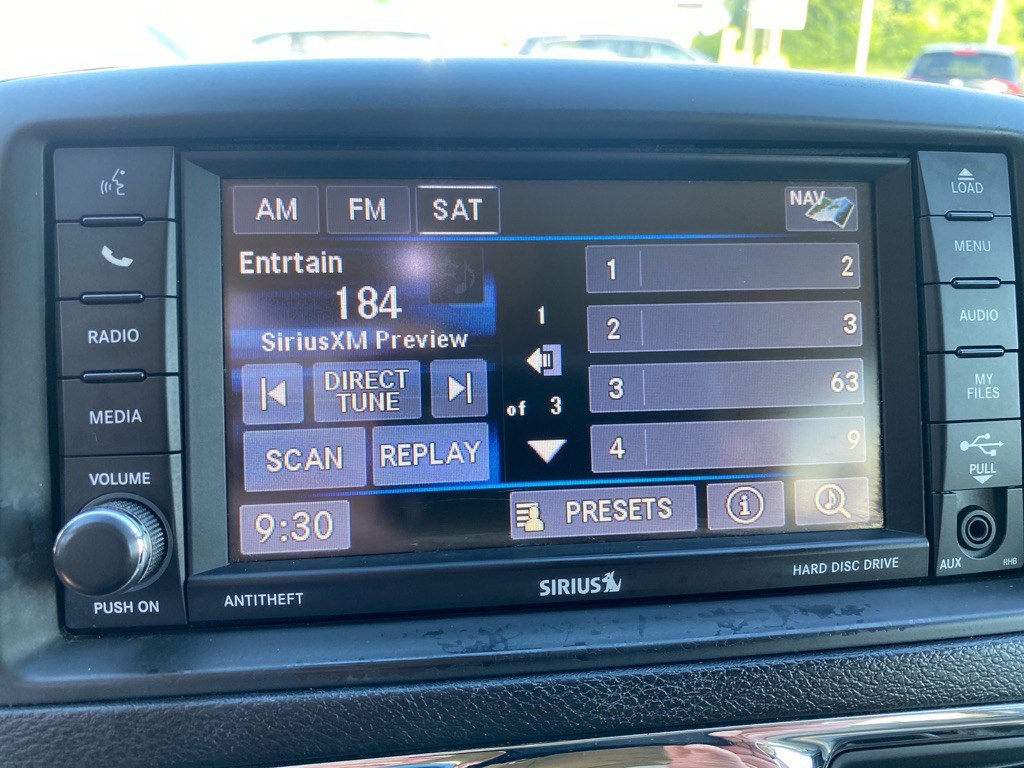 AM FM SAT NAV
Entrtain
184
SiriusXM Preview
DIRECT
TUNE
SCAN REPLAY
9:30
1
of 3
1 2
2 3
3 63
4 9
PRESETS
RADIO
MEDIA
VOLUME
PUSH ON
LOAD
MENU
AUDIO
MY
FILES
PULL
AUX RHB
ANTITHEFT
SIRIUS
HARD DISC DRIVE